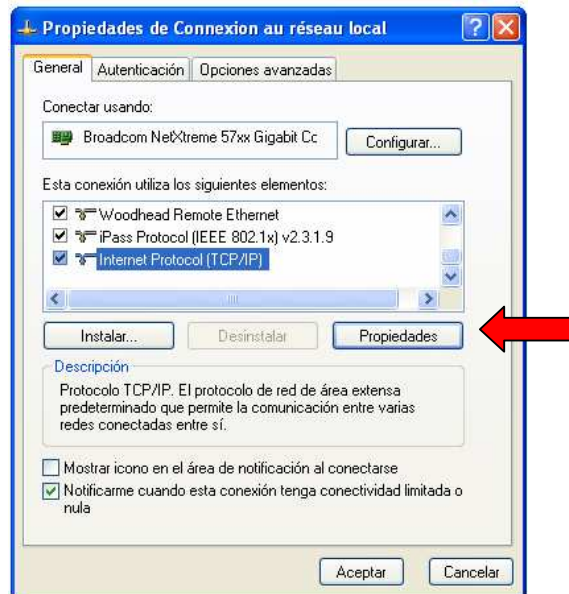 Propiedades de Connexion au réseau local
General Autenticación Opciones avanzadas
Conectar usando:
Broadcom NetXtreme 57xx Gigabit Cc
Configurar...
Esta conexión utiliza los siguientes elementos:
Woodhead Remote Ethernet
iPass Protocol (IEEE 802.1x) v2.3.1.9
Internet Protocol (TCP/IP)
Instalar... Desinstalar Propiedades
Descripción
Protocolo TCP/IP. El protocolo de red de área extensa
predeterminado que permite la comunicación entre varias
redes conectadas entre sí.
Mostrar icono en el área de notificación al conectarse
Notificarme cuando esta conexión tenga conectividad limitada o
nula
Aceptar Cancelar